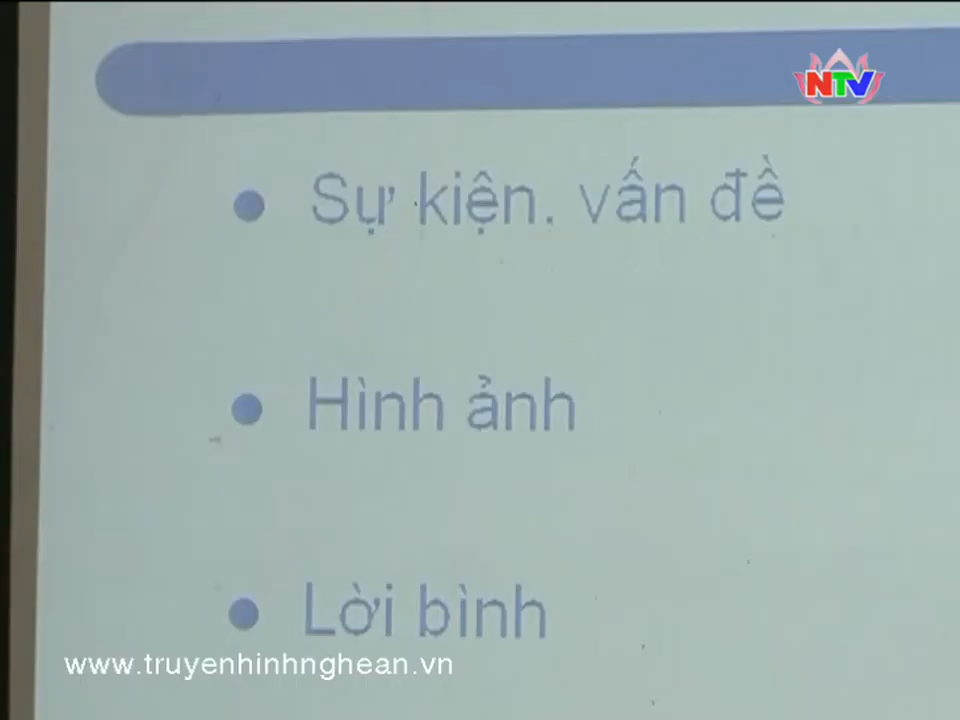 NTV
Sự kiện. vấn đề
Hình ảnh
Lời bình
www.truyenhinhnghean.vn